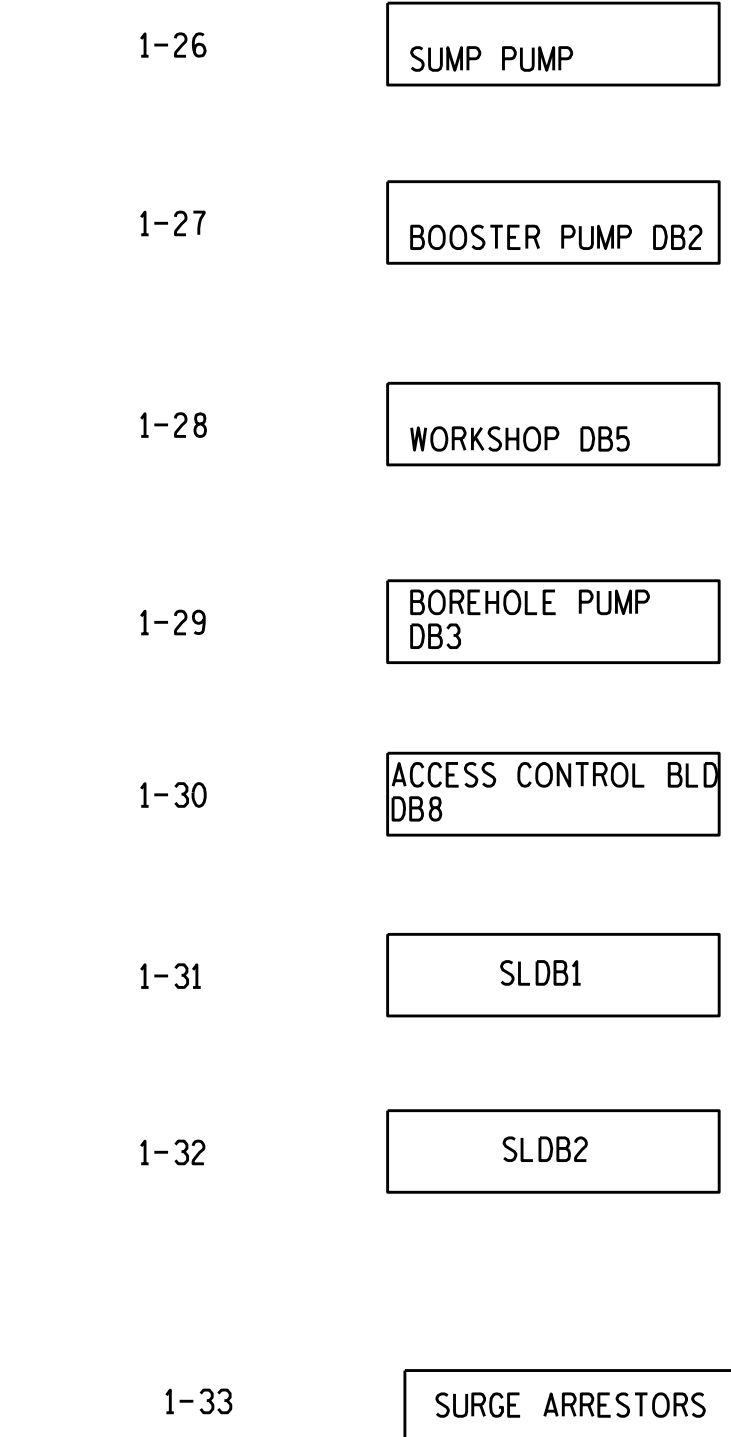 1-26
SUMP PUMP
1-27
BOOSTER PUMP DB2
1-28
WORKSHOP DB5
1-29
BOREHOLE PUMP
DB3
1-30
ACCESS CONTROL BLD
DB8
1-31
SLDB1
1-32
SLDB2
1-33
SURGE ARRESTORS